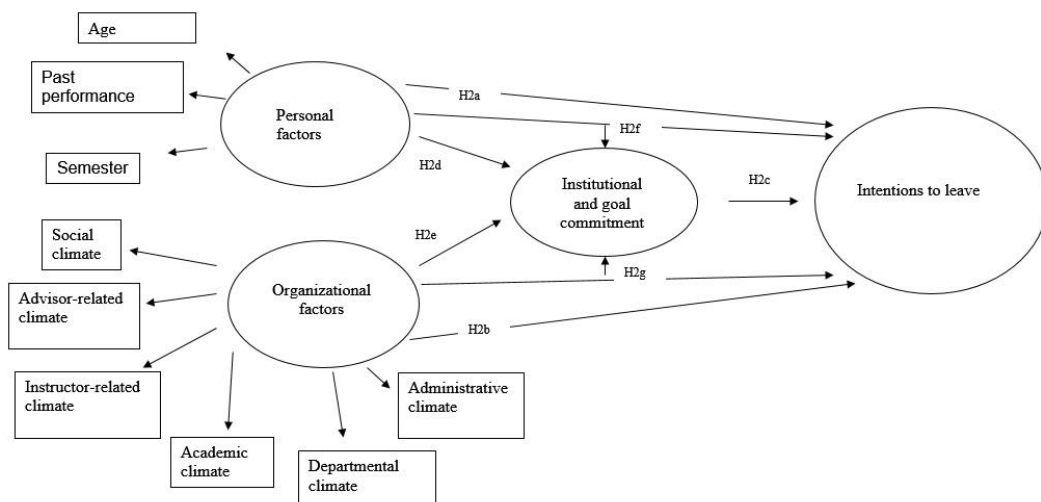 Age
Past
performance
Semester
Personal
factors
H2a
H2f
H2d
Institutional
and goal
commitment
H2c
Intentions to leave
Social
climate
H2e
Organizational
factors
H2g
Advisor-related
climate
H2b
Instructor-related
climate
Administrative
climate
Academic
climate
Departmental
climate